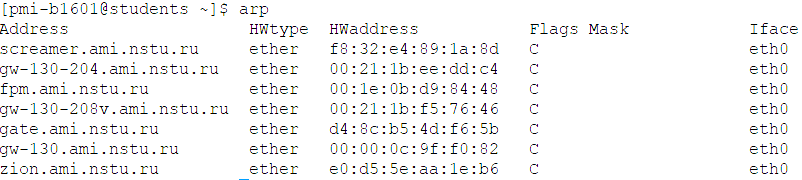 [pmi-b1601@students ~]$ arp
Address                  HWtype  HWaddress           Flags Mask            Iface
screamer.ami.nstu.ru     ether   f8:32:e4:89:1a:8d   C                     eth0
gw-130-204.ami.nstu.ru   ether   00:21:1b:ee:dd:c4   C                     eth0
fpm.ami.nstu.ru          ether   00:1e:0b:d9:84:48   C                     eth0
gw-130-208v.ami.nstu.ru  ether   00:21:1b:f5:76:46   C                     eth0
gate.ami.nstu.ru         ether   d4:8c:b5:4d:f6:5b   C                     eth0
gw-130.ami.nstu.ru       ether   00:00:0c:9f:f0:82   C                     eth0
zion.ami.nstu.ru         ether   e0:d5:5e:aa:1e:b6   C                     eth0